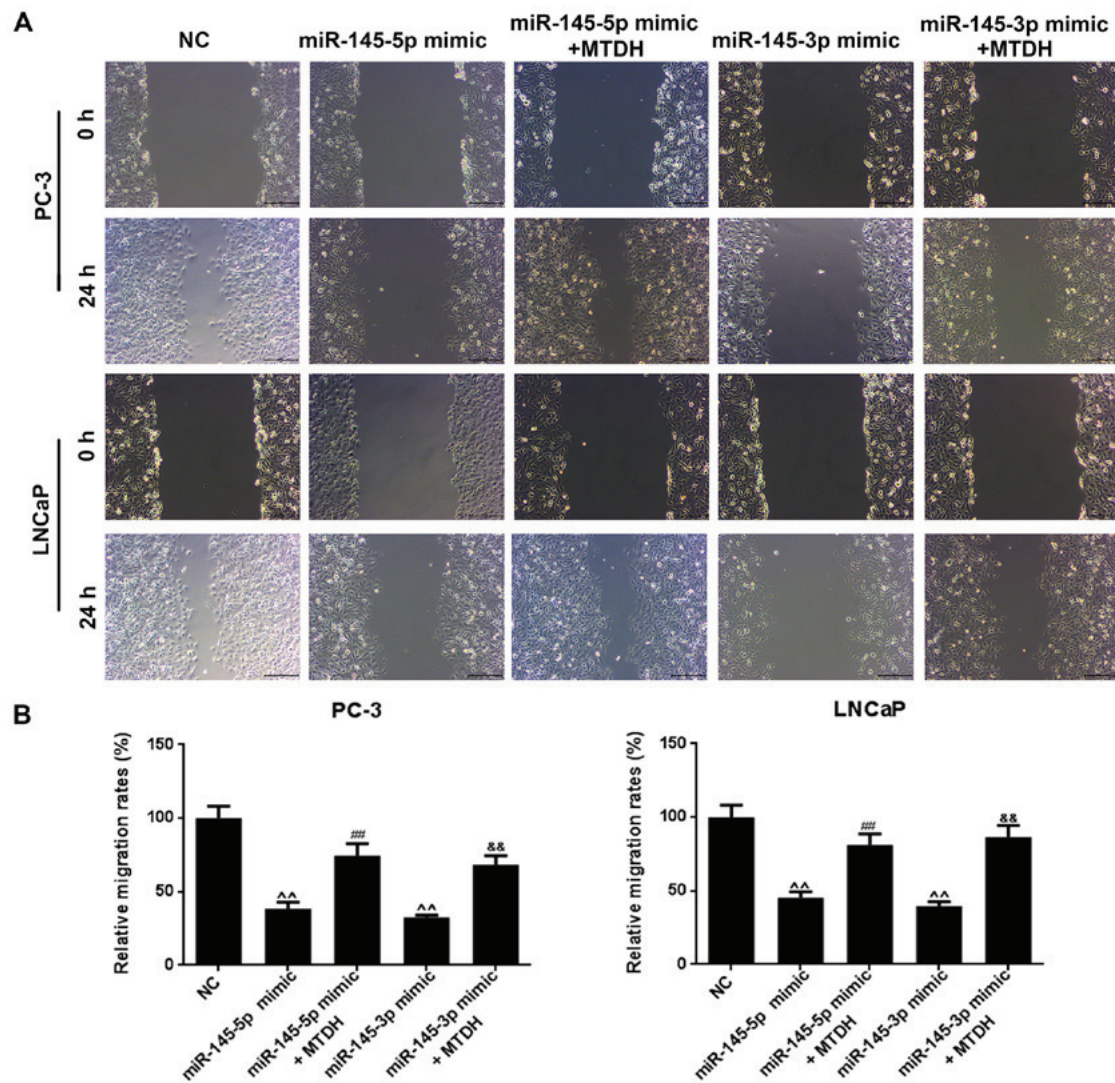 A
NC
miR-145-5p mimic
miR-145-5p mimic
+MTDH
miR-145-3p mimic
miR-145-3p mimic
+MTDH
PC-3
0 h
24 h
LNCaP
0 h
24 h
B
PC-3
Relative migration rates (%)
150
100
50
0
^^
##
^^
&&
NC
miR-145-5p mimic
miR-145-5p mimic
+ MTDH
miR-145-3p mimic
miR-145-3p mimic
+ MTDH
LNCaP
Relative migration rates (%)
150
100
50
0
^^
##
^^
&&
NC
miR-145-5p mimic
miR-145-5p mimic
+ MTDH
miR-145-3p mimic
miR-145-3p mimic
+ MTDH